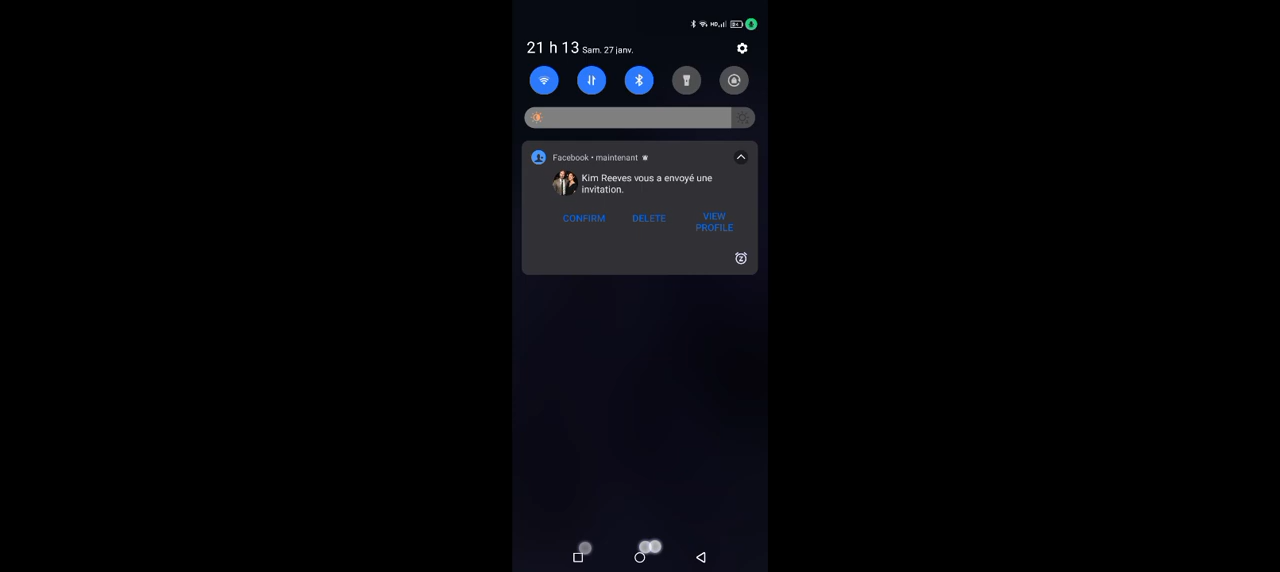 21 h 13 Sam. 27 janv.
Facebook • maintenant
Kim Reeves vous a envoyé une
invitation.
CONFIRM DELETE VIEW
PROFILE